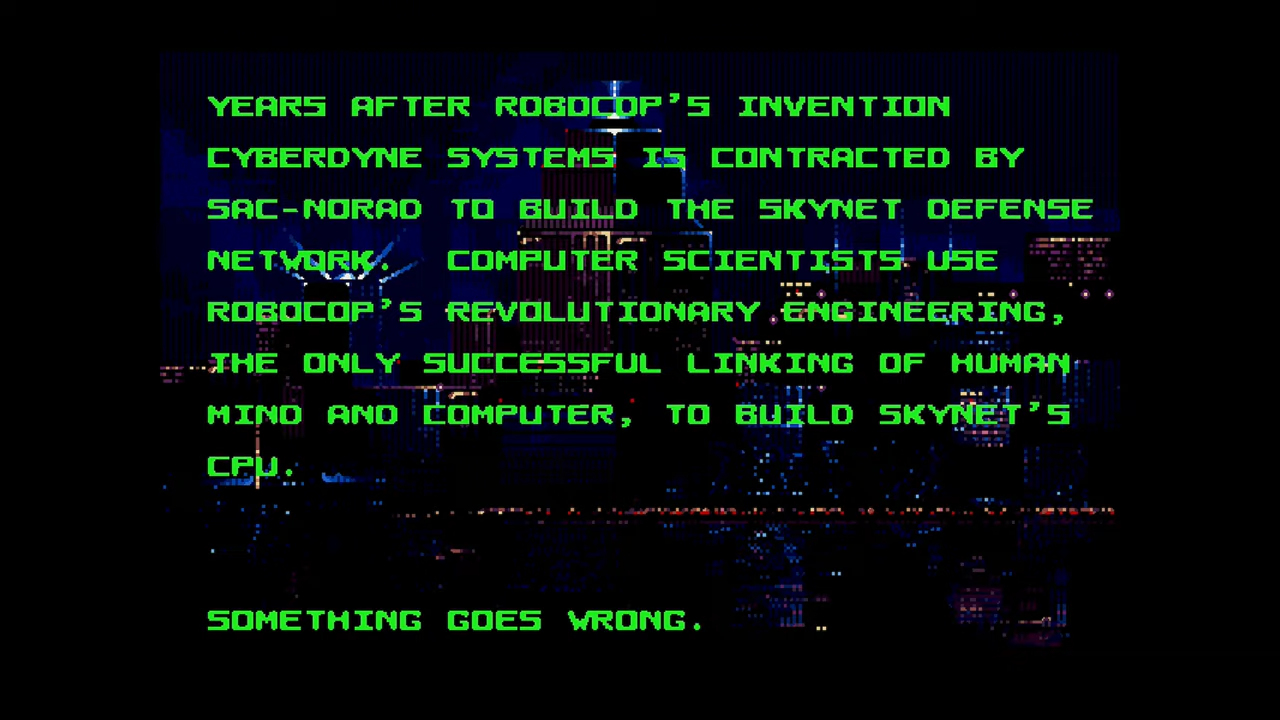 YEARS AFTER ROBOCOP'S INVENTION
CYBERDYNE SYSTEMS IS CONTRACTED BY
SAC-NORAD TO BUILD THE SKYNET DEFENSE
NETWORK.  COMPUTER SCIENTISTS USE
ROBOCOP'S REVOLUTIONARY ENGINEERING,
THE ONLY SUCCESSFUL LINKING OF HUMAN
MIND AND COMPUTER, TO BUILD SKYNET'S
CPU.
SOMETHING GOES WRONG.